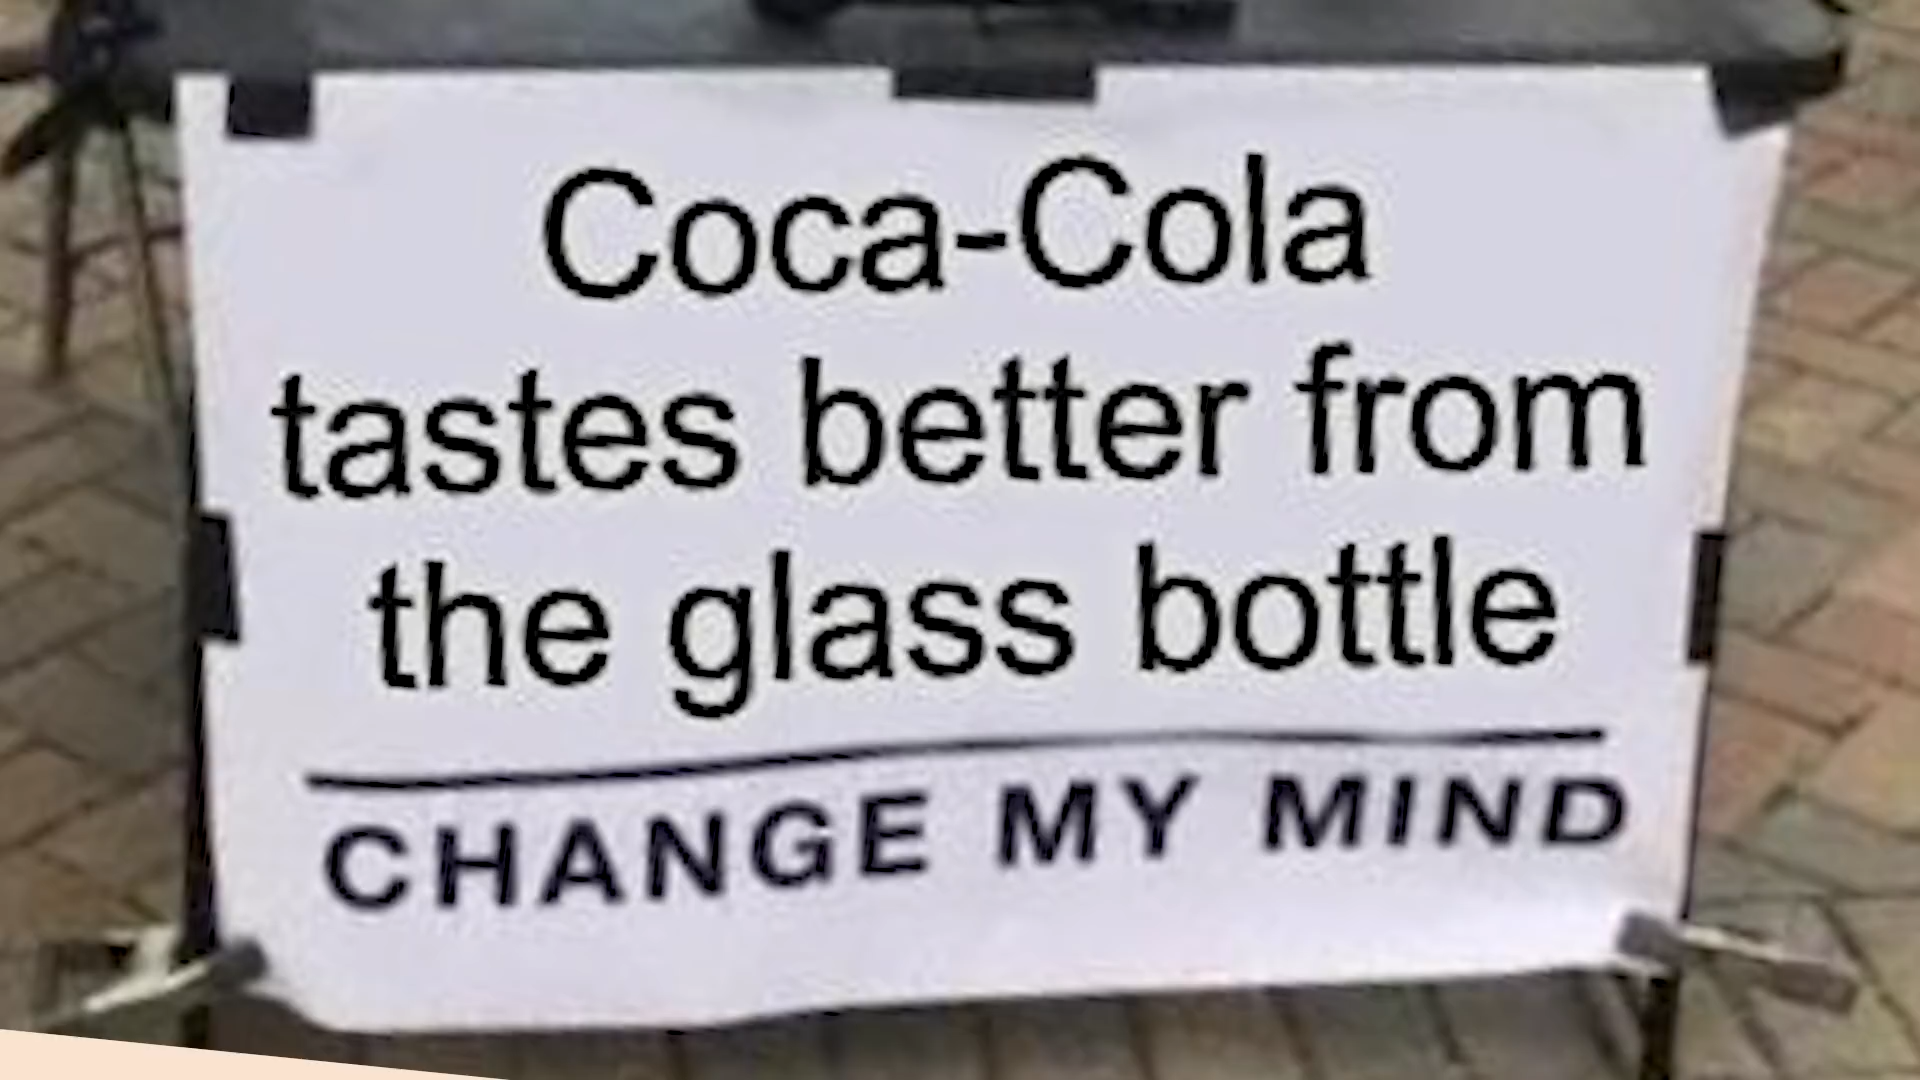 Coca-Cola
tastes better from
the glass bottle
CHANGE MY MIND